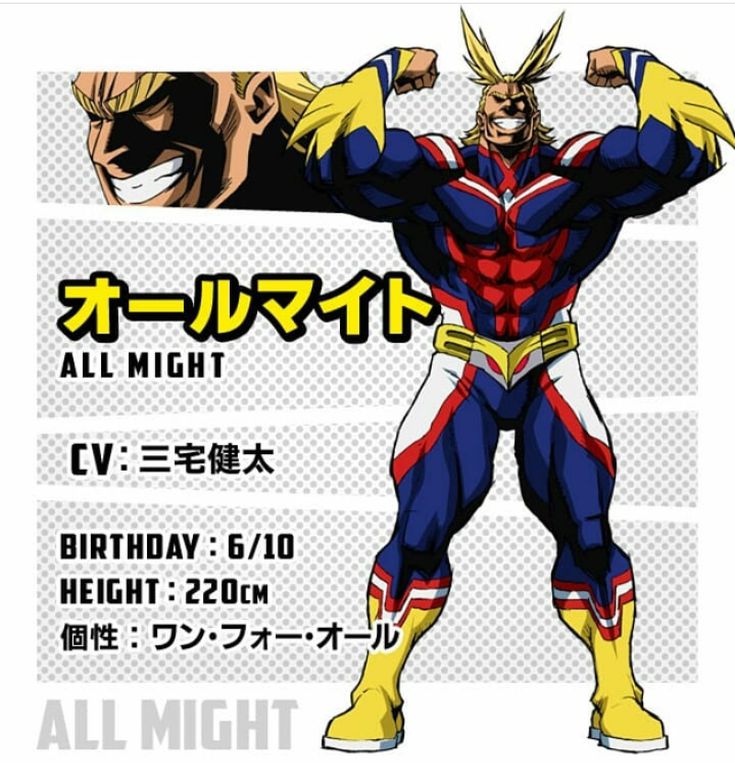 オールマイト
ALL MIGHT
CV：三宅健太
BIRTHDAY：6/10
HEIGHT：220CM
個性：ワン・フォー・オール
ALL MIGHT